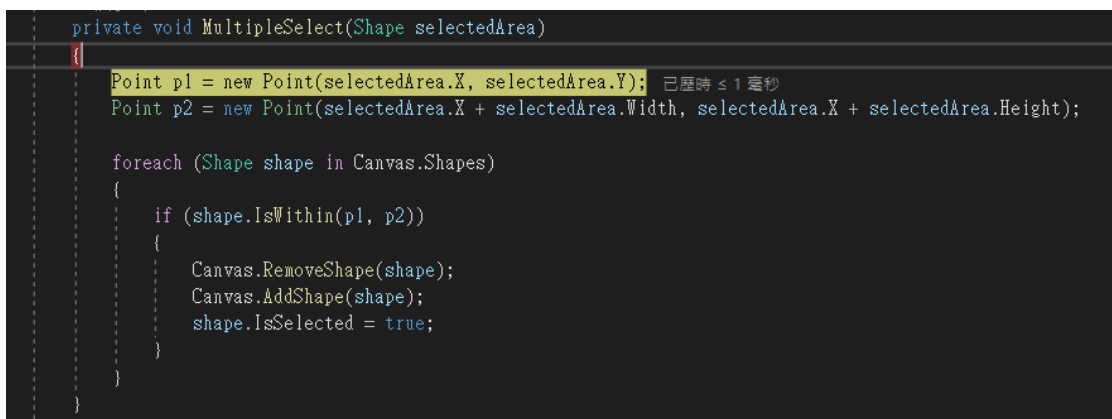 private void MultipleSelect(Shape selectedArea)
{
Point p1 = new Point(selectedArea.X, selectedArea.Y); 已歷時 ≤ 1 毫秒
Point p2 = new Point(selectedArea.X + selectedArea.Width, selectedArea.X + selectedArea.Height);
foreach (Shape shape in Canvas.Shapes)
{
if (shape.IsWithin(p1, p2))
{
Canvas.RemoveShape(shape);
Canvas.AddShape(shape);
shape.IsSelected = true;
}
}
}